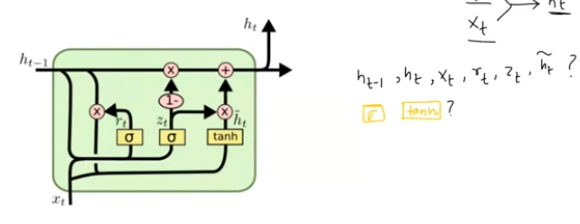 h_t
h_{t-1}
x 
+
1-
x
x
r_t
z_t
h̃_t
σ
σ
tanh
x_t
x_t → h_t
h_{t-1}, h_t, x_t, r_t, z_t, h̃_t ?
σ tanh ?